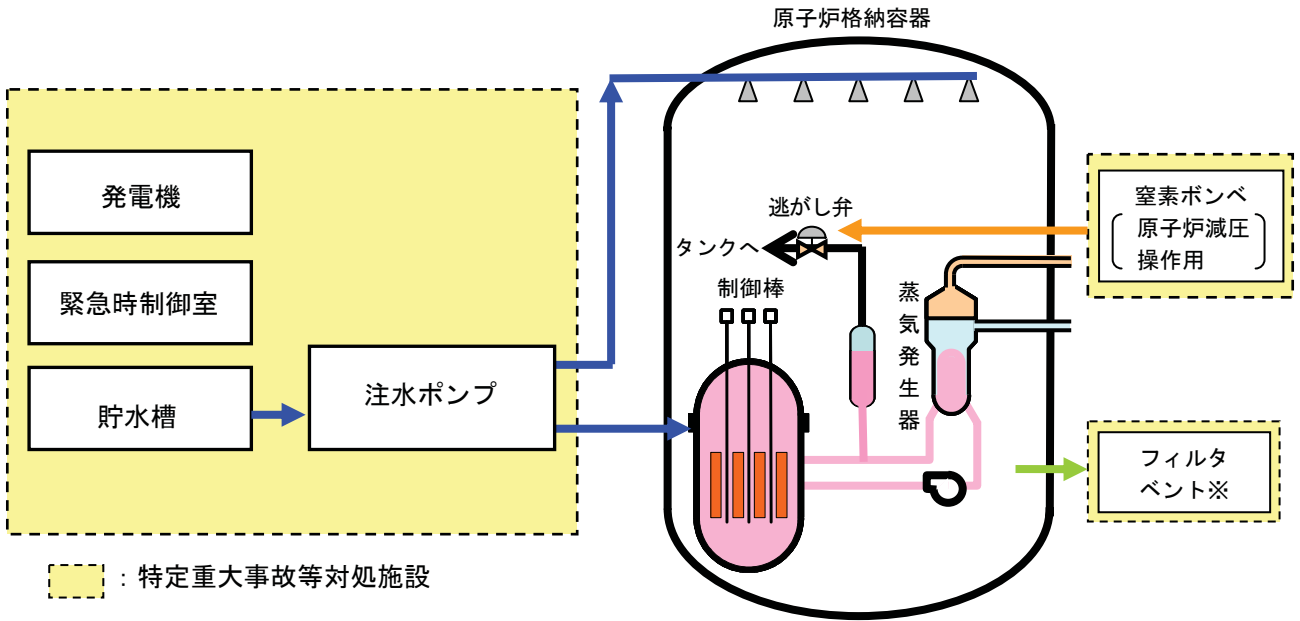 原子炉格納容器
発電機
緊急時制御室
貯水槽
注水ポンプ
逃がし弁
タンクへ
制御棒
蒸気発生器
窒素ボンベ
原子炉減圧
操作用
フィルタ
ベント※
：特定重大事故等対処施設